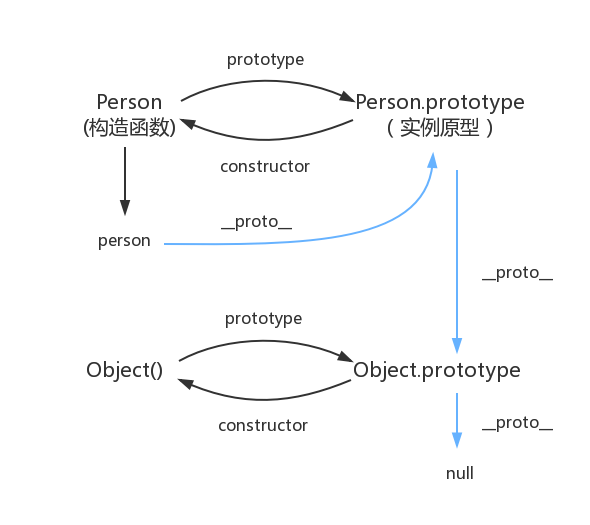 prototype
Person
(构造函数)
Person.prototype
( 实例原型 )
constructor
__proto__
person
__proto__
prototype
Object()
Object.prototype
constructor
__proto__
null